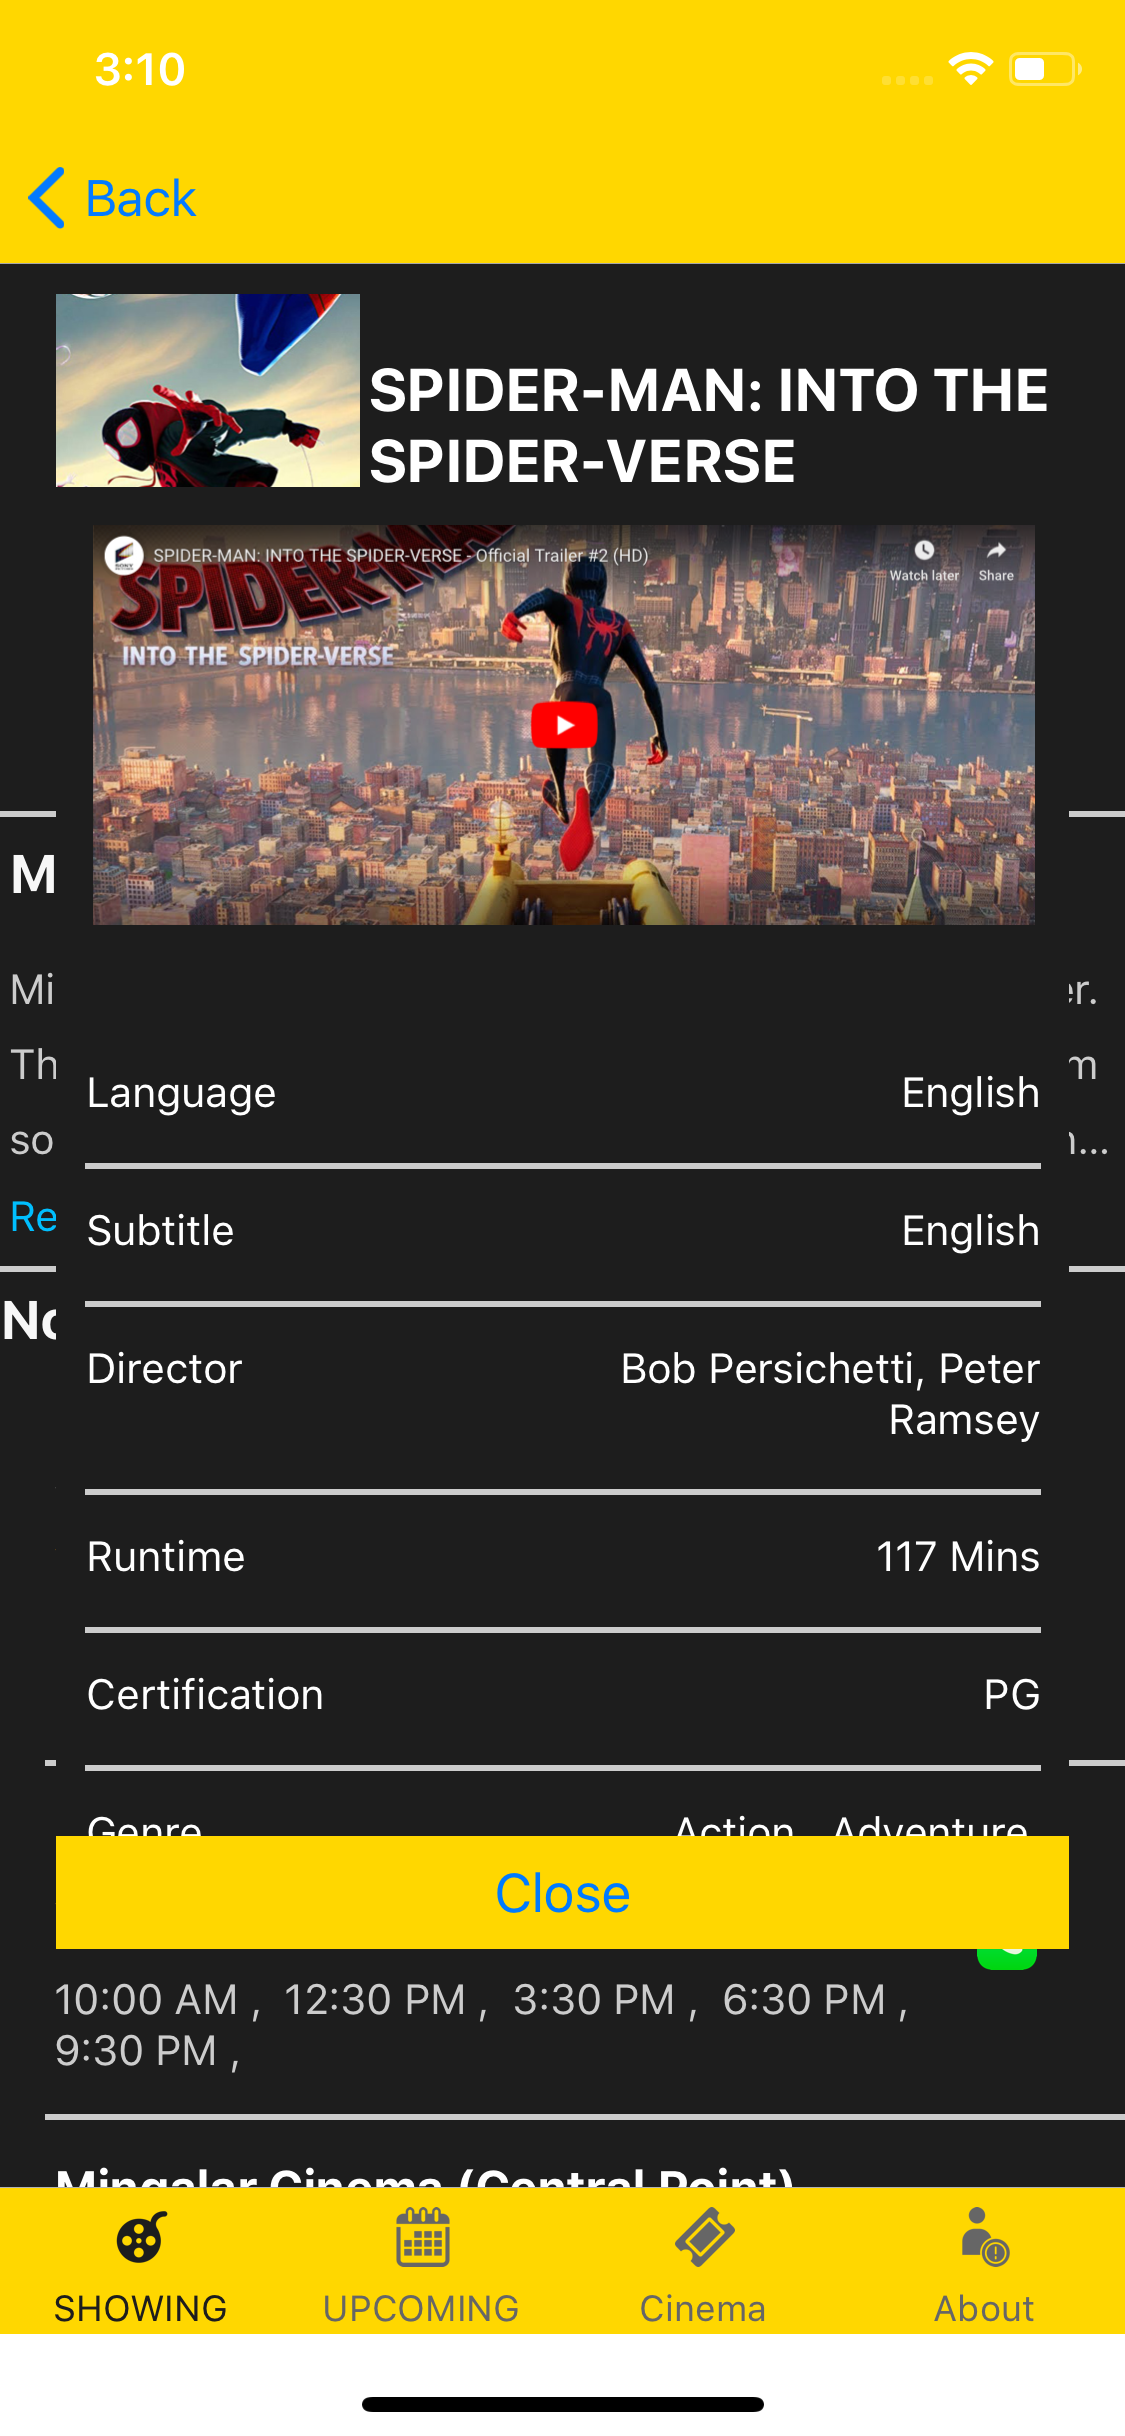 3:10
Back
SPIDER-MAN: INTO THE
SPIDER-VERSE
SPIDER-MAN: INTO THE SPIDER-VERSE - Official Trailer #2 (HD)
Watch later
Share
SPIDER-MA
INTO THE SPIDER-VERSE
M
Mi
er.
Th
m
so
n...
Re
No
Language English
Subtitle English
Director Bob Persichetti, Peter
Ramsey
Runtime 117 Mins
Certification PG
Genre Action, Adventure
Close
10:00 AM , 12:30 PM , 3:30 PM , 6:30 PM ,
9:30 PM ,
Mingalar Cinema (Central Point)
SHOWING UPCOMING Cinema About